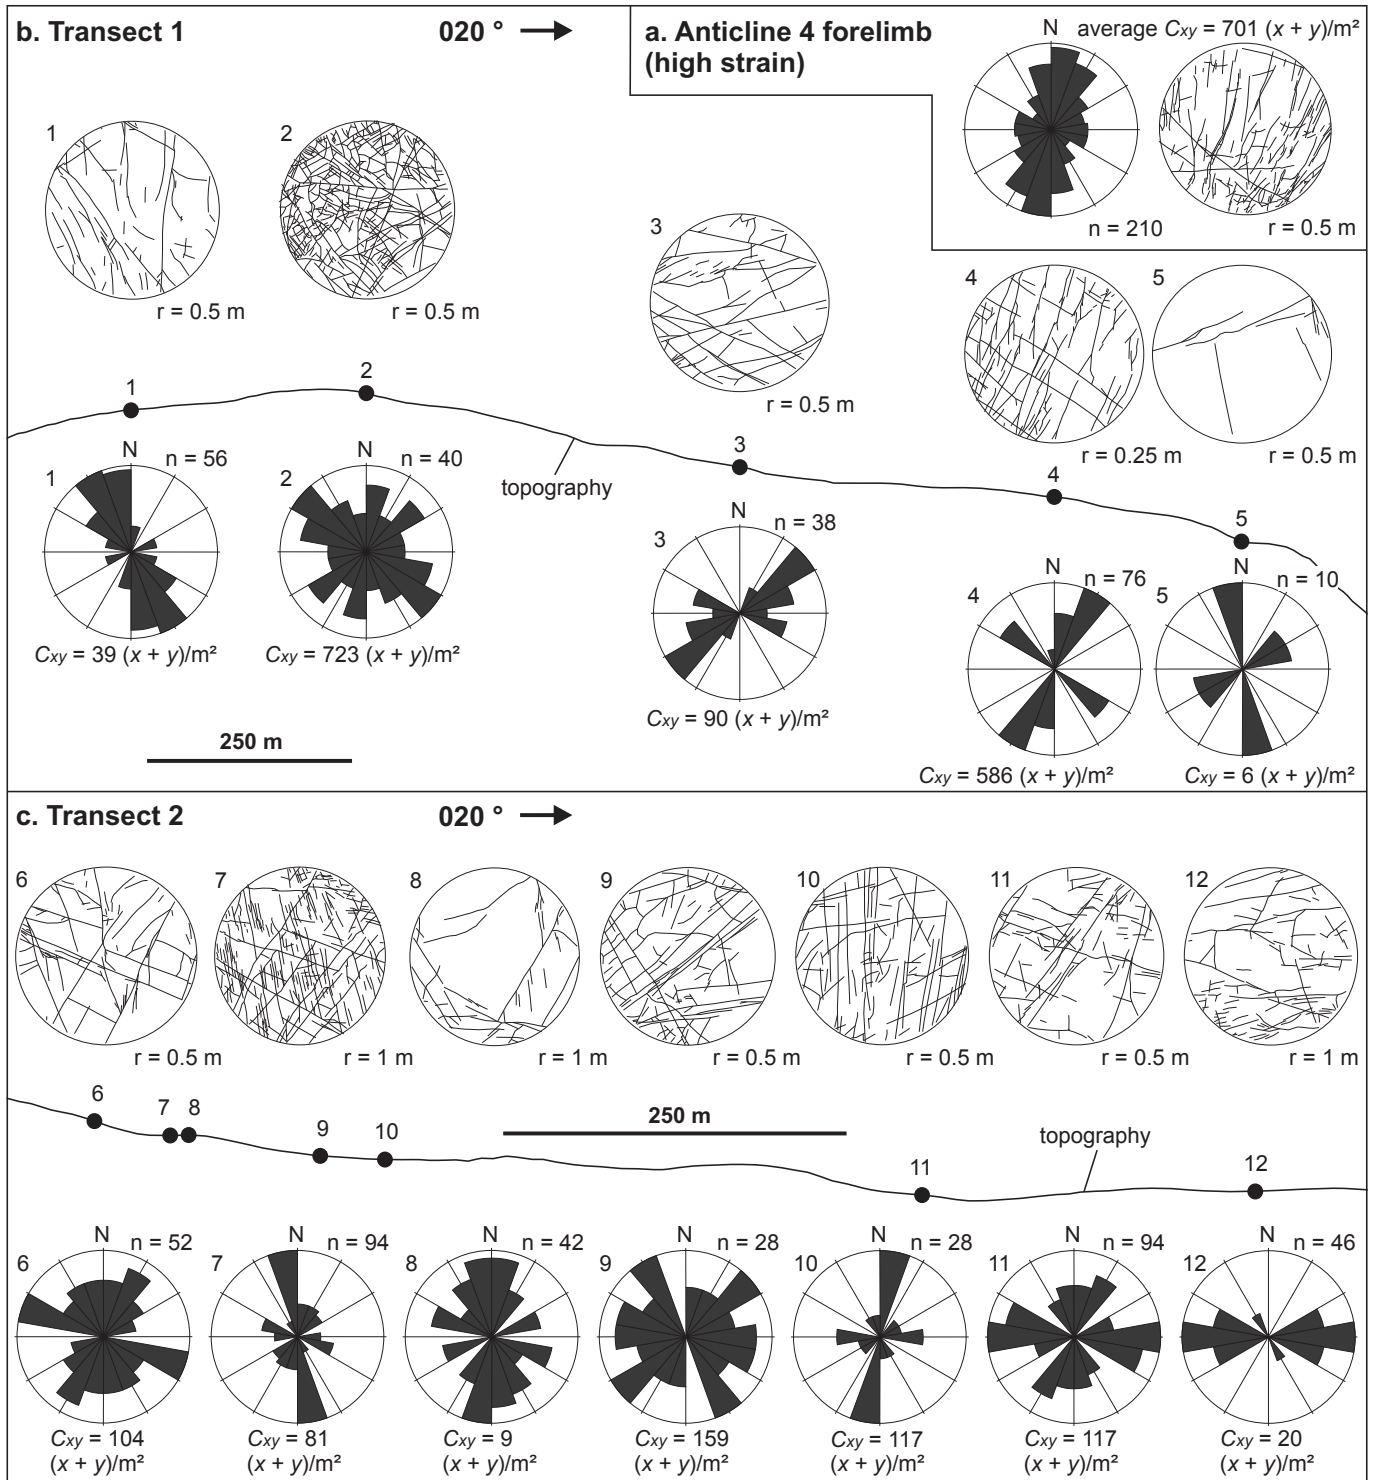 b. Transect 1
020 °
a. Anticline 4 forelimb
(high strain)
N
average Cxy = 701 (x + y)/m²
n = 210
r = 0.5 m
1
r = 0.5 m
2
r = 0.5 m
3
r = 0.5 m
4
r = 0.25 m
5
r = 0.5 m
1
2
3
4
5
topography
1
N
n = 56
Cxy = 39 (x + y)/m²
2
N
n = 40
Cxy = 723 (x + y)/m²
3
N
n = 38
Cxy = 90 (x + y)/m²
4
N
n = 76
Cxy = 586 (x + y)/m²
5
N
n = 10
Cxy = 6 (x + y)/m²
250 m
c. Transect 2
020 °
6
r = 0.5 m
7
r = 1 m
8
r = 1 m
9
r = 0.5 m
10
r = 0.5 m
11
r = 0.5 m
12
r = 1 m
6
7
8
9
10
250 m
topography
11
12
6
N
n = 52
Cxy = 104
(x + y)/m²
7
N
n = 94
Cxy = 81
(x + y)/m²
8
N
n = 42
Cxy = 9
(x + y)/m²
9
N
n = 28
Cxy = 159
(x + y)/m²
10
N
n = 28
Cxy = 117
(x + y)/m²
11
N
n = 94
Cxy = 117
(x + y)/m²
12
N
n = 46
Cxy = 20
(x + y)/m²